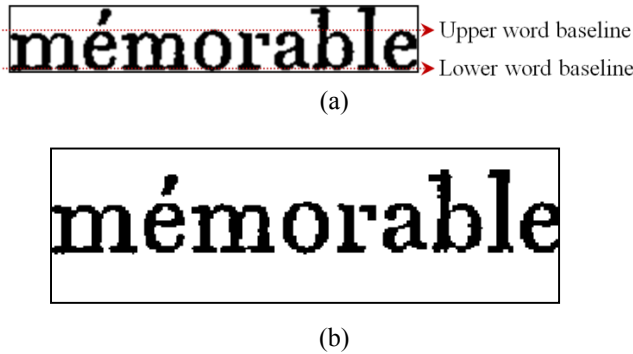 mémorable
Upper word baseline
Lower word baseline
(a)
mémorable
(b)